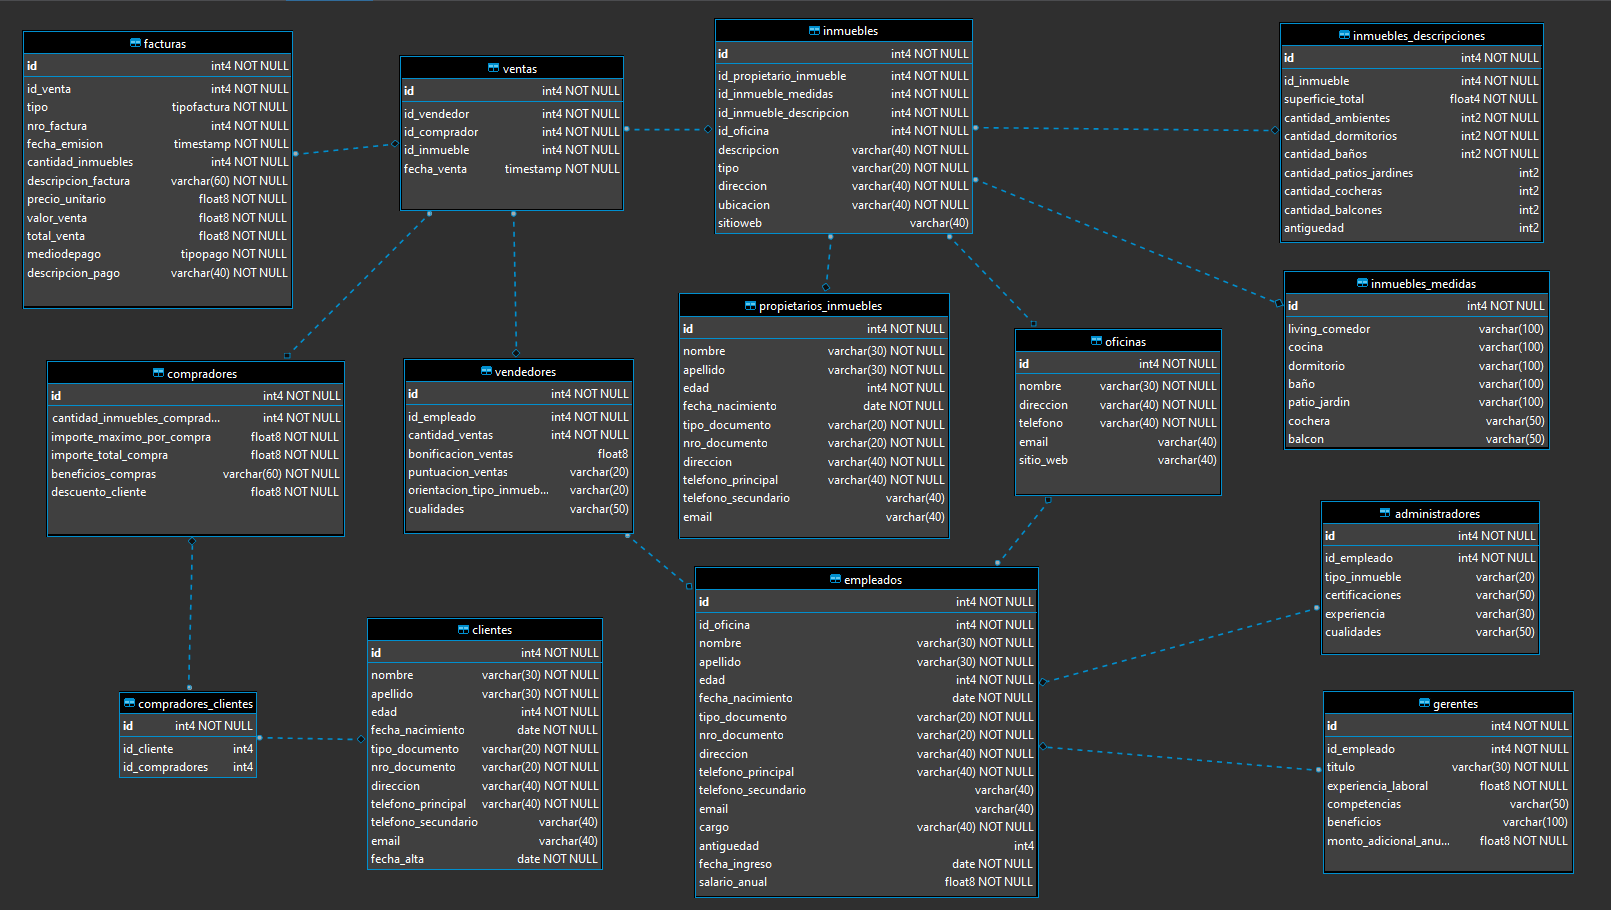 facturas
id int4 NOT NULL
id_venta int4 NOT NULL
tipo tipofactura NOT NULL
nro_factura int4 NOT NULL
fecha_emision timestamp NOT NULL
cantidad_inmuebles int4 NOT NULL
descripcion_factura varchar(60) NOT NULL
precio_unitario float8 NOT NULL
valor_venta float8 NOT NULL
total_venta float8 NOT NULL
mediodepago tipopago NOT NULL
descripcion_pago varchar(40) NOT NULL
ventas
id int4 NOT NULL
id_vendedor int4 NOT NULL
id_comprador int4 NOT NULL
id_inmueble int4 NOT NULL
fecha_venta timestamp NOT NULL
inmuebles
id int4 NOT NULL
id_propietario_inmueble int4 NOT NULL
id_inmueble_medidas int4 NOT NULL
id_inmueble_descripcion int4 NOT NULL
id_oficina int4 NOT NULL
descripcion varchar(40) NOT NULL
tipo varchar(20) NOT NULL
direccion varchar(40) NOT NULL
ubicacion varchar(40) NOT NULL
sitioweb varchar(40)
inmuebles_descripciones
id int4 NOT NULL
id_inmueble int4 NOT NULL
superficie_total float4 NOT NULL
cantidad_ambientes int2 NOT NULL
cantidad_dormitorios int2 NOT NULL
cantidad_baños int2 NOT NULL
cantidad_patios_jardines int2
cantidad_cocheras int2
cantidad_balcones int2
antiguedad int2
inmuebles_medidas
id int4 NOT NULL
living_comedor varchar(100)
cocina varchar(100)
dormitorio varchar(100)
baño varchar(100)
patio_jardin varchar(100)
cochera varchar(50)
balcon varchar(50)
propietarios_inmuebles
id int4 NOT NULL
nombre varchar(30) NOT NULL
apellido varchar(30) NOT NULL
edad int4 NOT NULL
fecha_nacimiento date NOT NULL
tipo_documento varchar(20) NOT NULL
nro_documento varchar(20) NOT NULL
direccion varchar(40) NOT NULL
telefono_principal varchar(40) NOT NULL
telefono_secundario varchar(40)
email varchar(40)
oficinas
id int4 NOT NULL
nombre varchar(30) NOT NULL
direccion varchar(40) NOT NULL
telefono varchar(40) NOT NULL
email varchar(40)
sitio_web varchar(40)
compradores
id int4 NOT NULL
cantidad_inmuebles_comprad... int4 NOT NULL
importe_maximo_por_compra float8 NOT NULL
importe_total_compra float8 NOT NULL
beneficios_compras varchar(60) NOT NULL
descuento_cliente float8 NOT NULL
vendedores
id int4 NOT NULL
id_empleado int4 NOT NULL
cantidad_ventas int4 NOT NULL
bonificacion_ventas float8
puntuacion_ventas varchar(20)
orientacion_tipo_inmueb... varchar(20)
cualidades varchar(50)
administradores
id int4 NOT NULL
id_empleado int4 NOT NULL
tipo_inmueble varchar(20)
certificaciones varchar(50)
experiencia varchar(30)
cualidades varchar(50)
empleados
id int4 NOT NULL
id_oficina int4 NOT NULL
nombre varchar(30) NOT NULL
apellido varchar(30) NOT NULL
edad int4 NOT NULL
fecha_nacimiento date NOT NULL
tipo_documento varchar(20) NOT NULL
nro_documento varchar(20) NOT NULL
direccion varchar(40) NOT NULL
telefono_principal varchar(40) NOT NULL
telefono_secundario varchar(40)
email varchar(40)
cargo varchar(40) NOT NULL
antiguedad int4
fecha_ingreso date NOT NULL
salario_anual float8 NOT NULL
clientes
id int4 NOT NULL
nombre varchar(30) NOT NULL
apellido varchar(30) NOT NULL
edad int4 NOT NULL
fecha_nacimiento date NOT NULL
tipo_documento varchar(20) NOT NULL
nro_documento varchar(20) NOT NULL
direccion varchar(40) NOT NULL
telefono_principal varchar(40) NOT NULL
telefono_secundario varchar(40)
email varchar(40)
fecha_alta date NOT NULL
compradores_clientes
id int4 NOT NULL
id_cliente int4
id_compradores int4
gerentes
id int4 NOT NULL
id_empleado int4 NOT NULL
titulo varchar(30) NOT NULL
experiencia_laboral float8 NOT NULL
competencias varchar(50)
beneficios varchar(100)
monto_adicional_anu... float8 NOT NULL